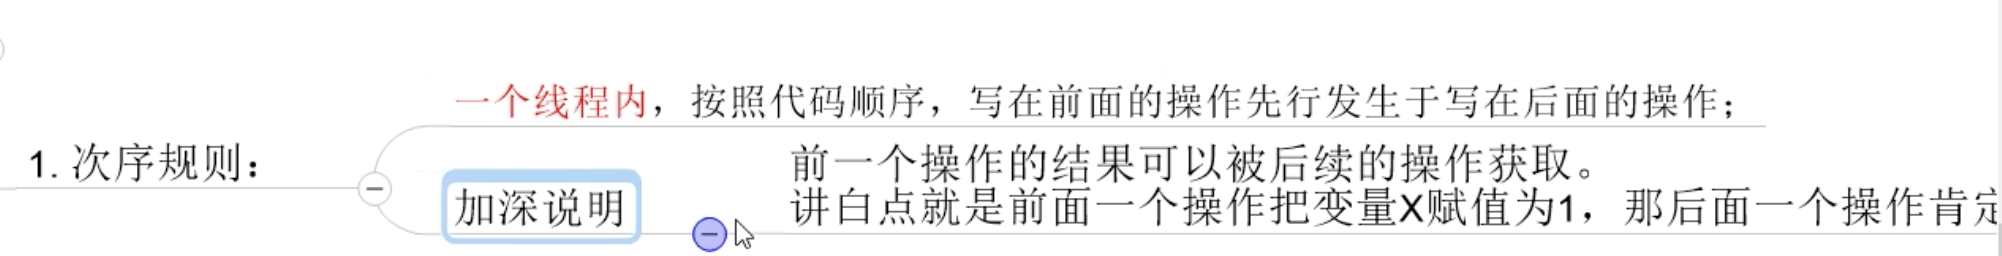 一个线程内，按照代码顺序，写在前面的操作先行发生于写在后面的操作；
1. 次序规则：
前一个操作的结果可以被后续的操作获取。
加深说明
讲白点就是前面一个操作把变量X赋值为1，那后面一个操作肯定